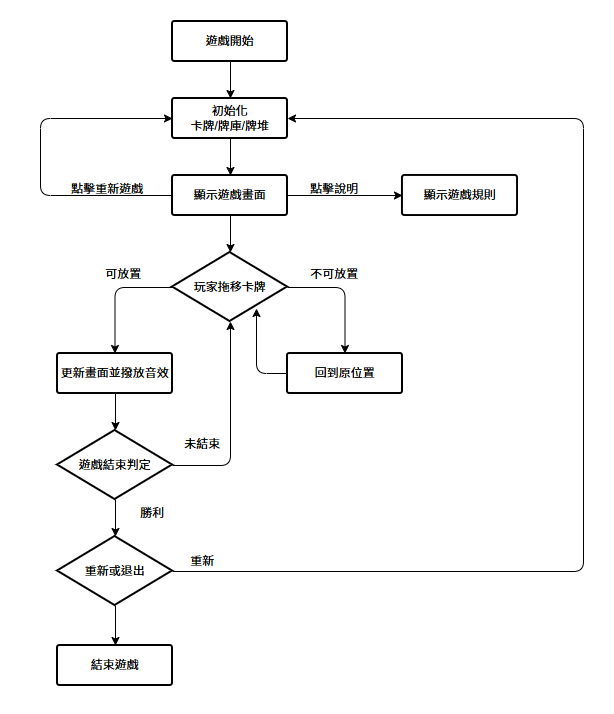 遊戲開始
初始化
卡牌/牌庫/牌堆
點擊重新遊戲
顯示遊戲畫面
點擊說明
顯示遊戲規則
可放置
玩家拖移卡牌
不可放置
更新畫面並撥放音效
回到原位置
未結束
遊戲結束判定
勝利
重新或退出
重新
結束遊戲